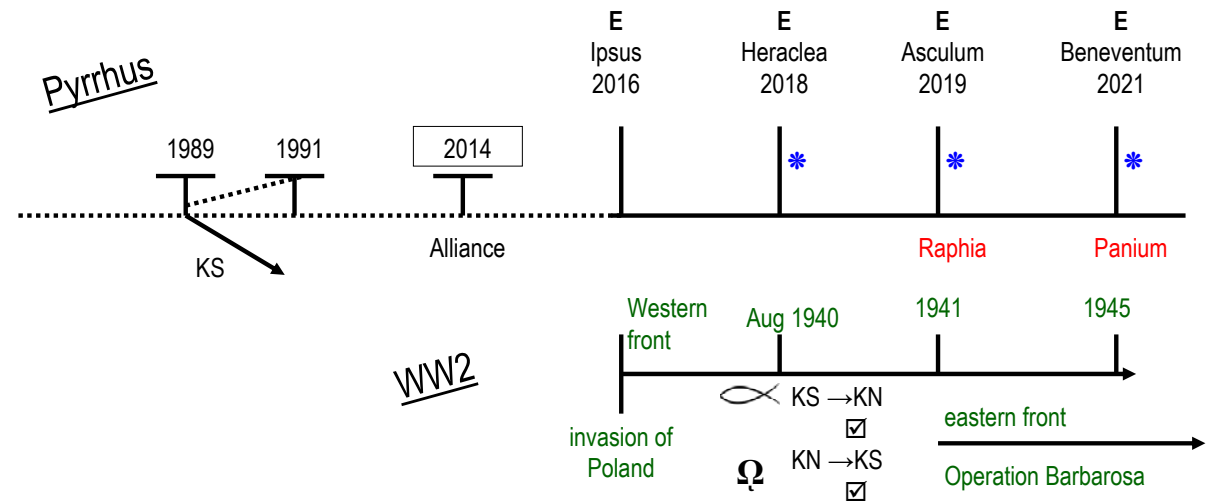 Pyrrhus
E
Ipsus
2016
E
Heraclea
2018
E
Asculum
2019
E
Beneventum
2021
1989
1991
2014
KS
Alliance
Raphia
Panium
WW2
Western
front
Aug 1940
1941
1945
invasion of
Poland
KS →KN
☑
Ω KN →KS
☑
eastern front
Operation Barbarosa